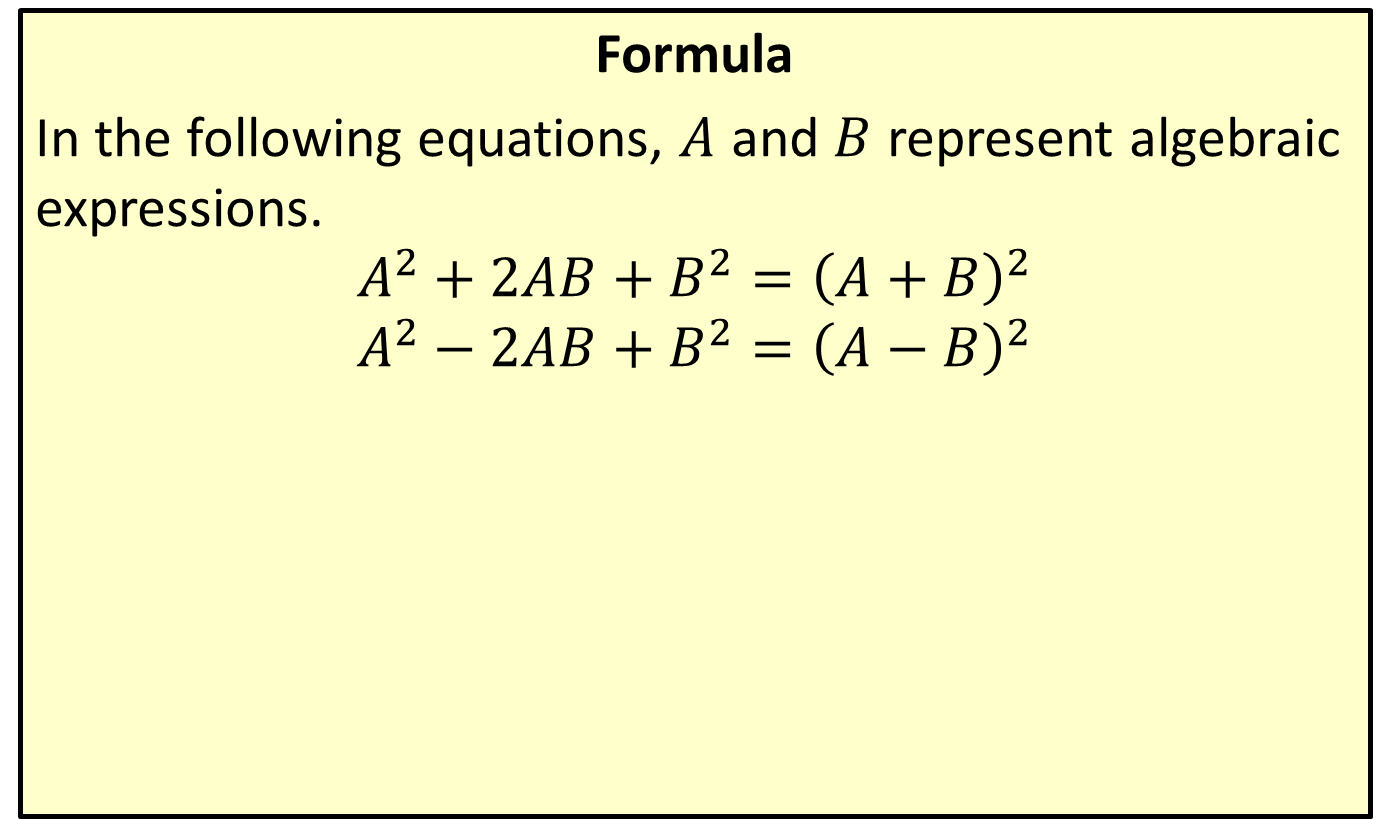 Formula
In the following equations, A and B represent algebraic
expressions.
A² + 2AB + B² = (A + B)²
A² − 2AB + B² = (A − B)²